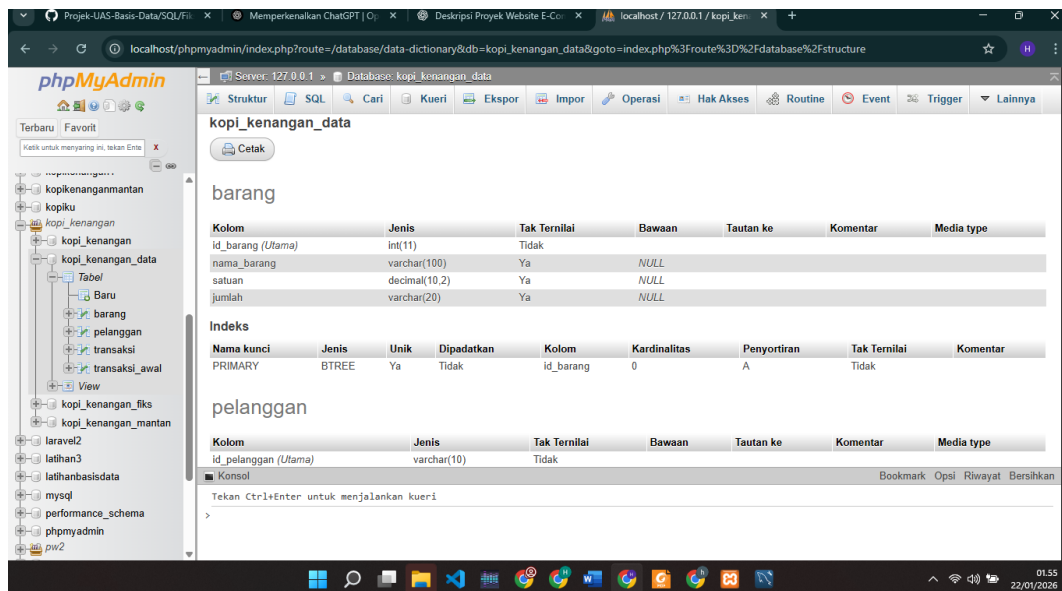 Projek-UAS-Basis-Data/SQL/Fik
Memperkenalkan ChatGPT | Op
Deskripsi Proyek Website E-Cor
localhost / 127.0.0.1 / kopi_ken
localhost/phpmyadmin/index.php?route=/database/data-dictionary&db=kopi_kenangan_data&goto=index.php%3Froute%3D%2Fdatabase%2Fstructure
H
phpMyAdmin
Terbaru Favorit
Ketik untuk menyaring ini, tekan Ente X
kopikenanganmantan
kopiku
kopi_kenangan
kopi_kenangan
kopi_kenangan_data
Tabel
Baru
barang
pelanggan
transaksi
transaksi_awal
View
kopi_kenangan_fiks
kopi_kenangan_mantan
laravel2
latihan3
latihanbasisdata
mysql
performance_schema
phpmyadmin
pw2
Server: 127.0.0.1 » Database: kopi_kenangan_data
Struktur SQL Cari Kueri Ekspor Impor Operasi Hak Akses Routine Event Trigger Lainnya
kopi_kenangan_data
Cetak
barang
Kolom Jenis Tak Ternilai Bawaan Tautan ke Komentar Media type
id_barang (Utama) int(11) Tidak
nama_barang varchar(100) Ya NULL
satuan decimal(10,2) Ya NULL
jumlah varchar(20) Ya NULL
Indeks
Nama kunci Jenis Unik Dipadatkan Kolom Kardinalitas Penyortiran Tak Ternilai Komentar
PRIMARY BTREE Ya Tidak id_barang 0 A Tidak
pelanggan
Kolom Jenis Tak Ternilai Bawaan Tautan ke Komentar Media type
id_pelanggan (Utama) varchar(10) Tidak
Konsol Bookmark Opsi Riwayat Bersihkan
Tekan Ctrl+Enter untuk menjalankan kueri
>
01.55
22/01/2026